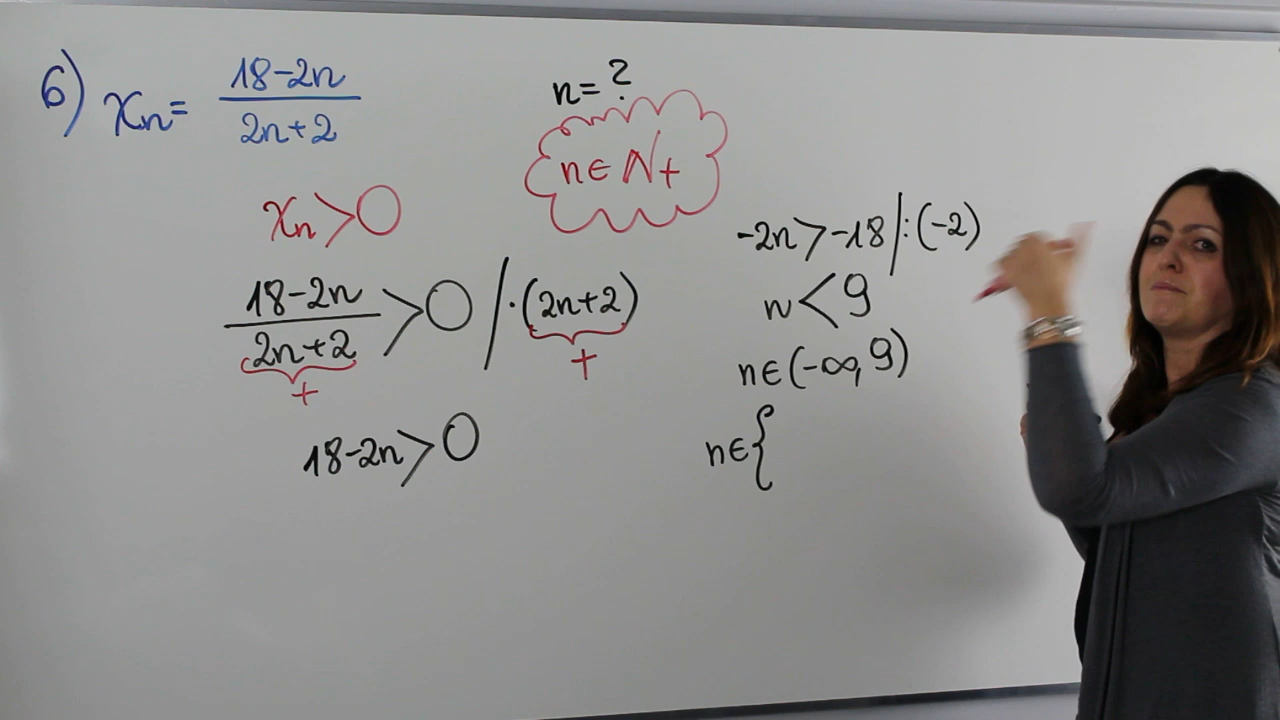 6) xn= 18-2n / 2n+2
n=?
n∈N+
xn>0
18-2n / 2n+2 >0 /·(2n+2)
+ +
18-2n>0
-2n>-18/:(-2)
n<9
n∈(-∞,9)
n∈{